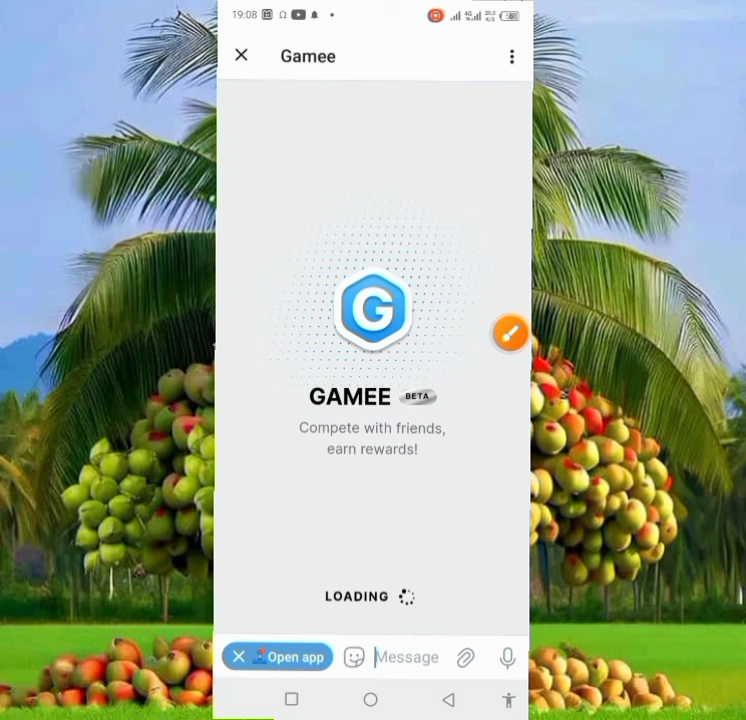 19:08
Gamee
G
GAMEE BETA
Compete with friends,
earn rewards!
LOADING
Open app Message